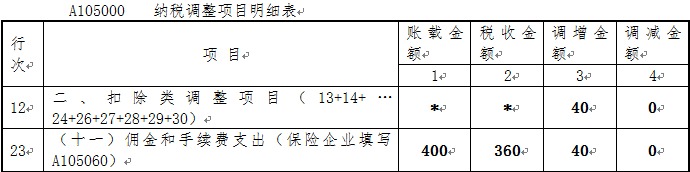 A105000 纳税调整项目明细表
行次 项 目 账载金额 税收金额 调增金额 调减金额
1 2 3 4
12 二、扣除类调整项目(13+14+…24+26+27+28+29+30) * * 40 0
23 (十一)佣金和手续费支出(保险企业填写A105060) 400 360 40 0